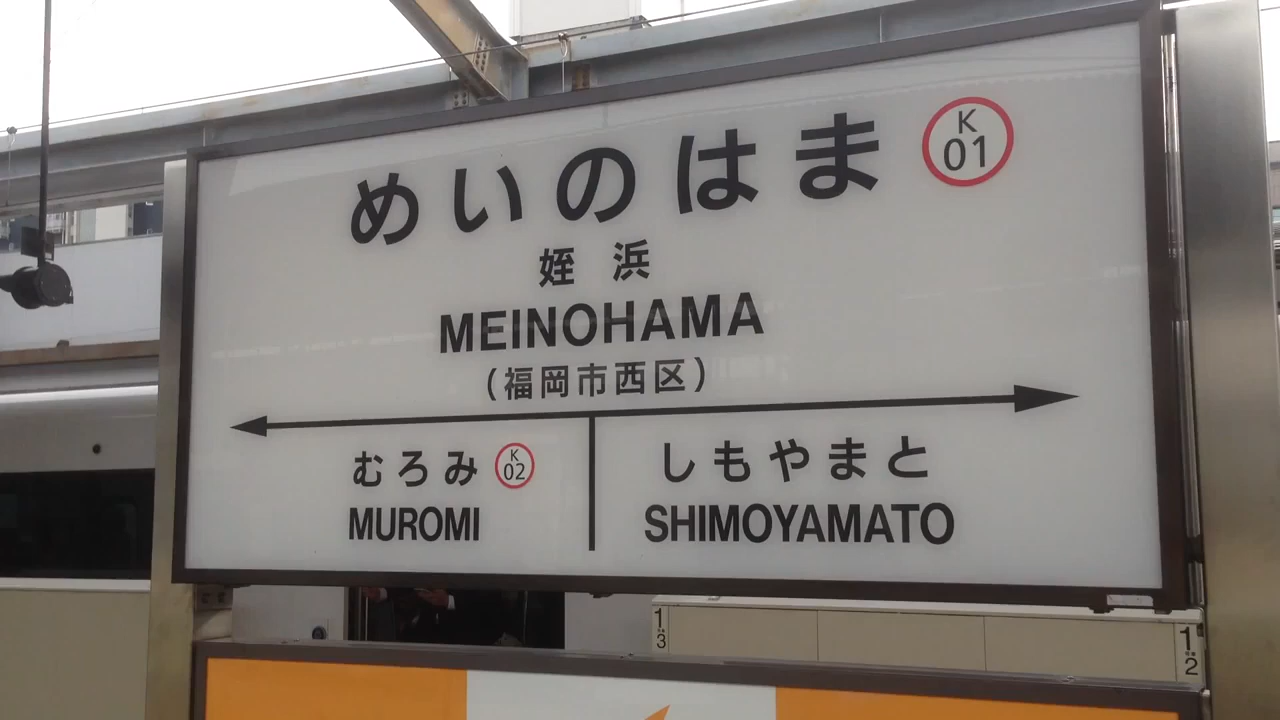 めいのはま K 01
姪浜
MEINOHAMA
（福岡市西区）
むろみ K 02
MUROMI
しもやまと
SHIMOYAMATO
1 3
1 2